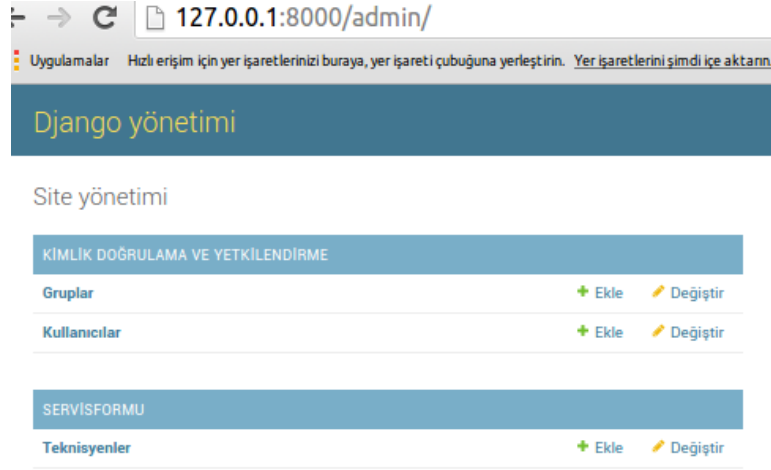 127.0.0.1:8000/admin/
Uygulamalar Hızlı erişim için yer işaretlerinizi buraya, yer işareti çubuğuna yerleştirin. Yer işaretlerini şimdi içe aktarın
Django yönetimi
Site yönetimi
KİMLİK DOĞRULAMA VE YETKİLENDİRME
Gruplar Ekle Değiştir
Kullanıcılar Ekle Değiştir
SERVİSFORMU
Teknisyenler Ekle Değiştir